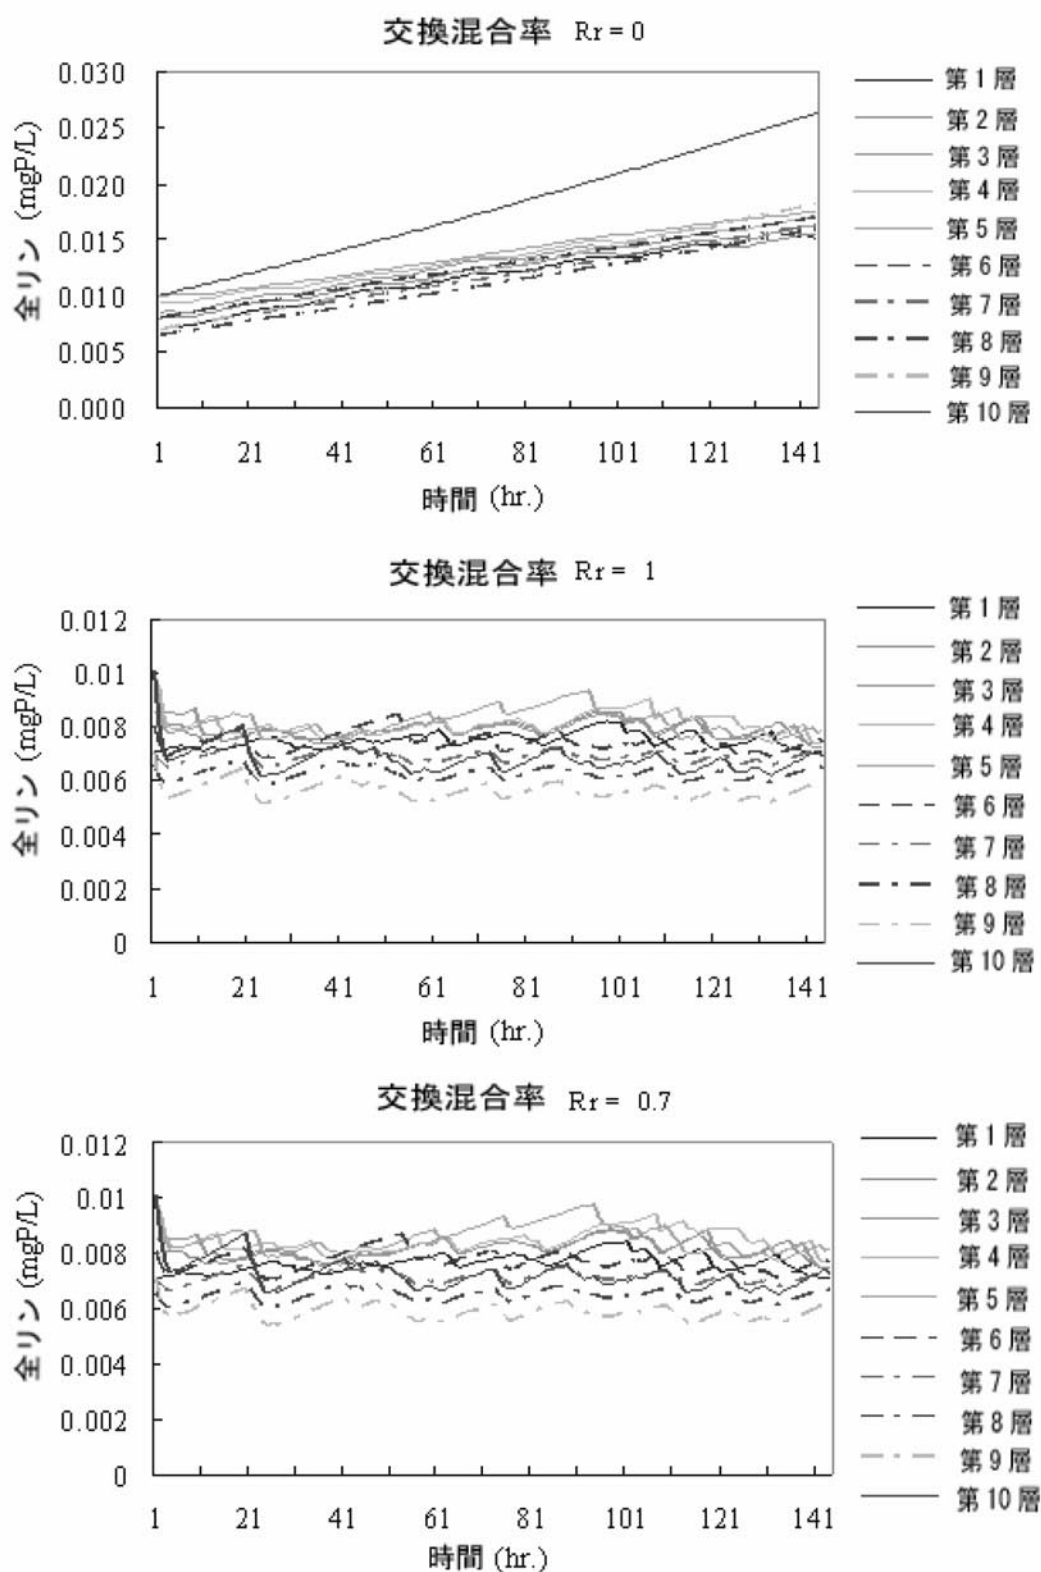 交換混合率 Rr = 0
全リン (mgP/L)
0.030
0.025
0.020
0.015
0.010
0.005
0.000
1 21 41 61 81 101 121 141
時間 (hr.)
第1層
第2層
第3層
第4層
第5層
第6層
第7層
第8層
第9層
第10層
交換混合率 Rr = 1
全リン (mgP/L)
0.012
0.01
0.008
0.006
0.004
0.002
0
1 21 41 61 81 101 121 141
時間 (hr.)
第1層
第2層
第3層
第4層
第5層
第6層
第7層
第8層
第9層
第10層
交換混合率 Rr = 0.7
全リン (mgP/L)
0.012
0.01
0.008
0.006
0.004
0.002
0
1 21 41 61 81 101 121 141
時間 (hr.)
第1層
第2層
第3層
第4層
第5層
第6層
第7層
第8層
第9層
第10層